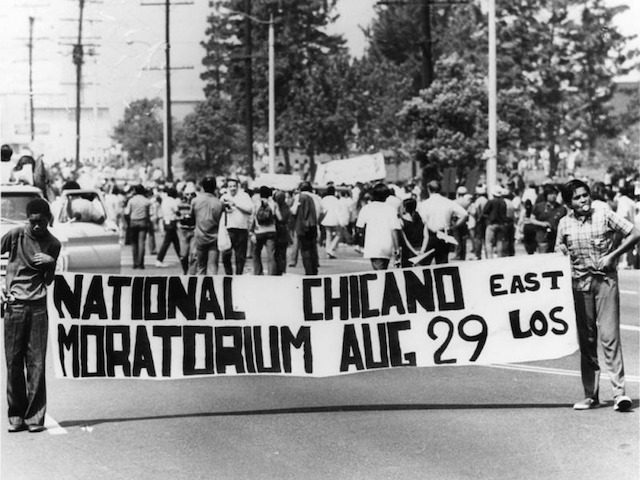 NATIONAL CHICANO EAST
MORATORIUM AUG 29 LOS